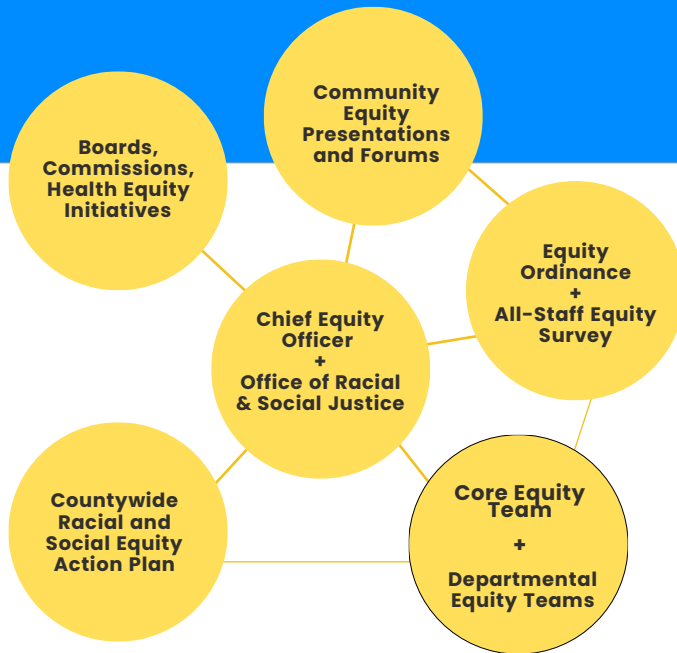 Community
Equity
Presentations
and Forums
Boards,
Commissions,
Health Equity
Initiatives
Equity
Ordinance
+
All-Staff Equity
Survey
Chief Equity
Officer
+
Office of Racial
& Social Justice
Countywide
Racial and
Social Equity
Action Plan
Core Equity
Team
+
Departmental
Equity Teams